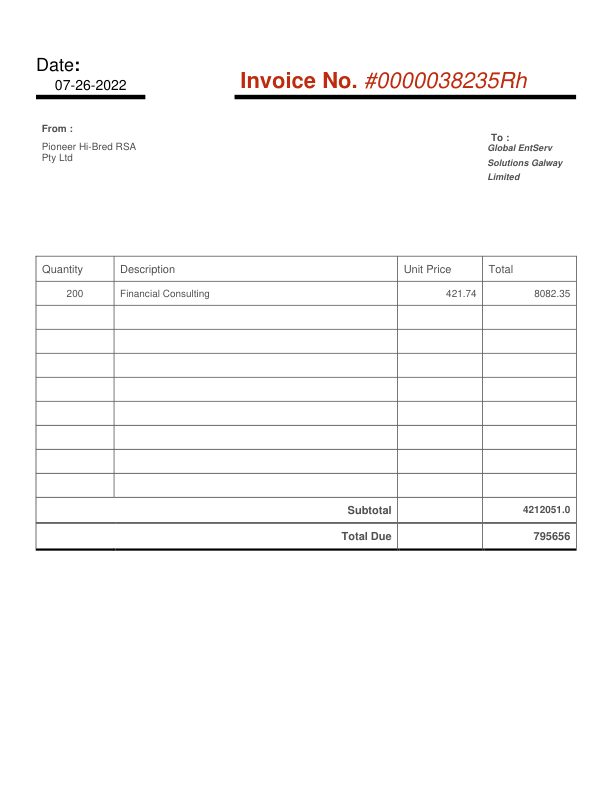 Date:
07-26-2022
Invoice No. #0000038235Rh
From :
Pioneer Hi-Bred RSA
Pty Ltd
To :
Global EntServ
Solutions Galway
Limited
Quantity Description Unit Price Total
200 Financial Consulting 421.74 8082.35
Subtotal 4212051.0
Total Due 795656